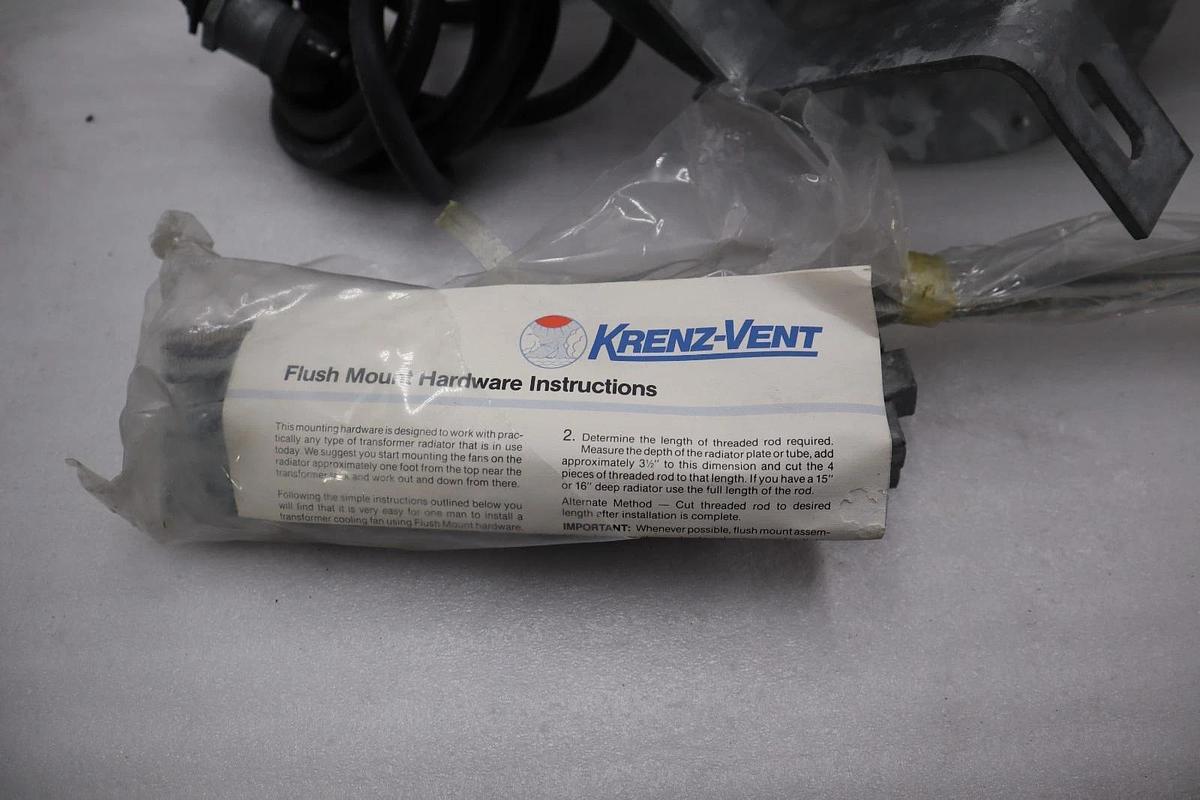 KRENZ-VENT
Flush Mount Hardware Instructions
This mounting hardware is designed to work with prac-
tically any type of transformer radiator that is in use
today. We suggest you start mounting the fans on the
radiator approximately one foot from the top near the
transformer and work out and down from there.
Following the simple instructions outlined below you
will find that it is very easy for one man to install a
transformer cooling fan using Flush Mount hardware.
2. Determine the length of threaded rod required.
Measure the depth of the radiator plate or tube, add
approximately 3½" to this dimension and cut the 4
pieces of threaded rod to that length. If you have a 15"
or 16" deep radiator use the full length of the rod.
Alternate Method — Cut threaded rod to desired
length after installation is complete.
IMPORTANT: Whenever possible, flush mount assem-